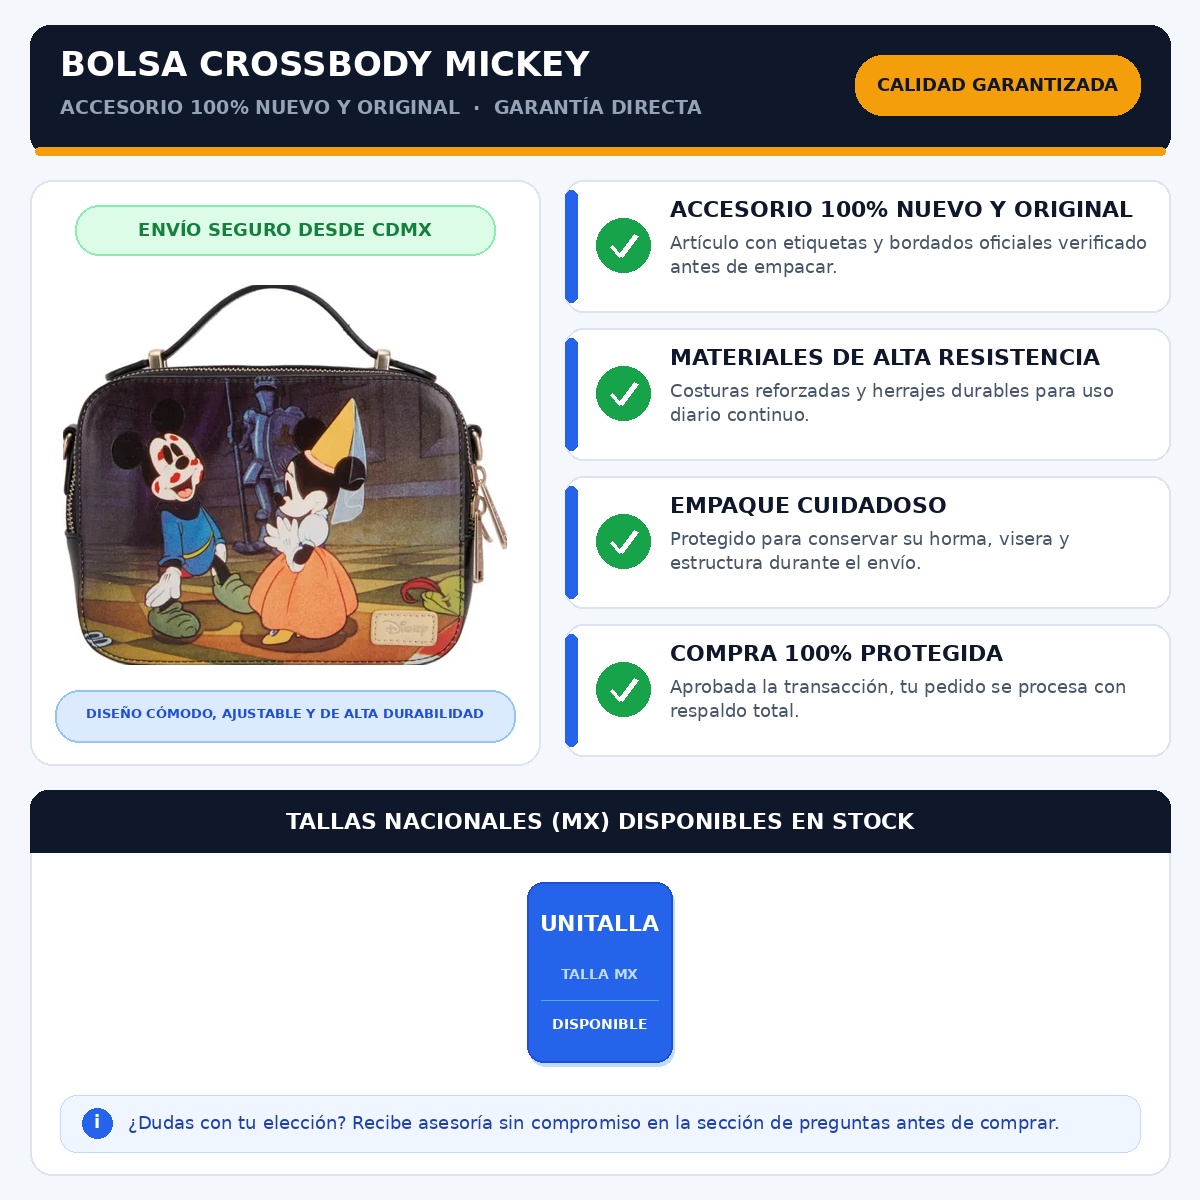 BOLSA CROSSBODY MICKEY
ACCESORIO 100% NUEVO Y ORIGINAL · GARANTÍA DIRECTA
CALIDAD GARANTIZADA
ENVÍO SEGURO DESDE CDMX
Disney
DISEÑO CÓMODO, AJUSTABLE Y DE ALTA DURABILIDAD
ACCESORIO 100% NUEVO Y ORIGINAL
Artículo con etiquetas y bordados oficiales verificado
antes de empacar.
MATERIALES DE ALTA RESISTENCIA
Costuras reforzadas y herrajes durables para uso
diario continuo.
EMPAQUE CUIDADOSO
Protegido para conservar su horma, visera y
estructura durante el envío.
COMPRA 100% PROTEGIDA
Aprobada la transacción, tu pedido se procesa con
respaldo total.
TALLAS NACIONALES (MX) DISPONIBLES EN STOCK
UNITALLA
TALLA MX
DISPONIBLE
i
¿Dudas con tu elección? Recibe asesoría sin compromiso en la sección de preguntas antes de comprar.